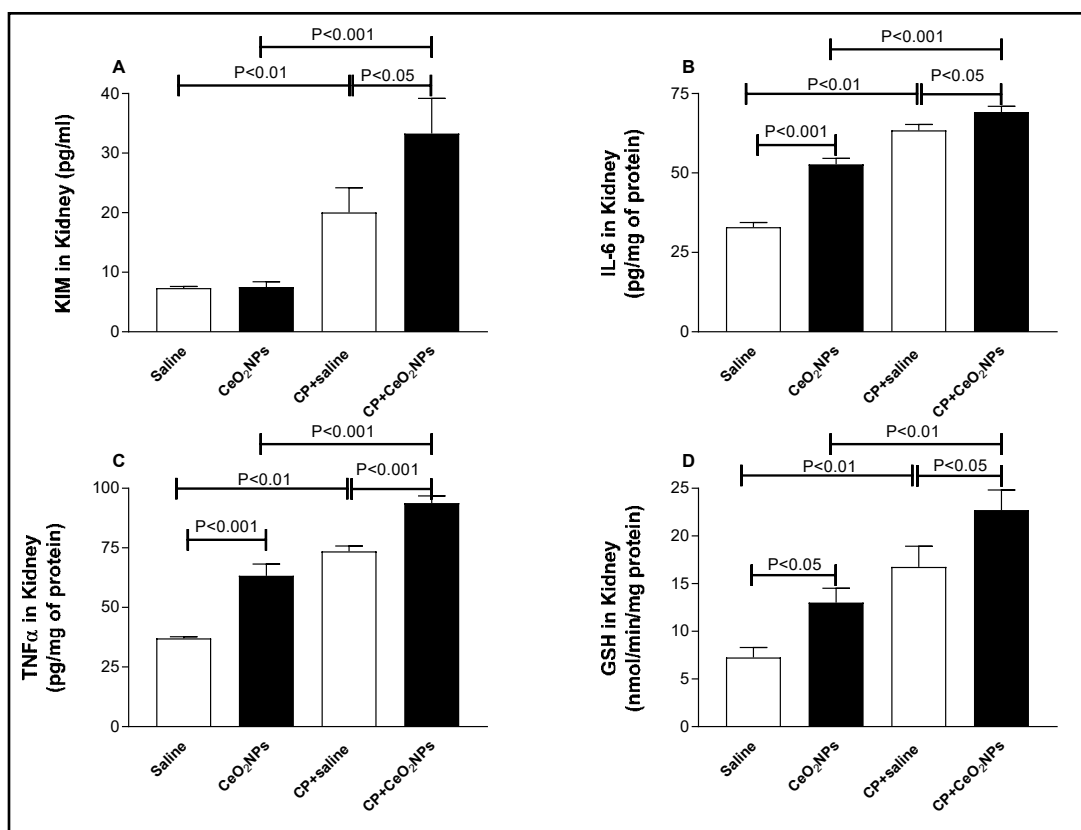 A
P<0.001
P<0.01
P<0.05
KIM in Kidney (pg/ml)
40
30
20
10
0
Saline
CeO₂NPs
CP+saline
CP+CeO₂NPs
B
P<0.001
P<0.01
P<0.05
P<0.001
IL-6 in Kidney
(pg/mg of protein)
75
50
25
0
Saline
CeO₂NPs
CP+saline
CP+CeO₂NPs
C
P<0.001
P<0.01
P<0.001
P<0.001
TNFα in Kidney
(pg/mg of protein)
100
75
50
25
0
Saline
CeO₂NPs
CP+saline
CP+CeO₂NPs
D
P<0.01
P<0.01
P<0.05
P<0.05
GSH in Kidney
(nmol/min/mg protein)
25
20
15
10
5
0
Saline
CeO₂NPs
CP+saline
CP+CeO₂NPs